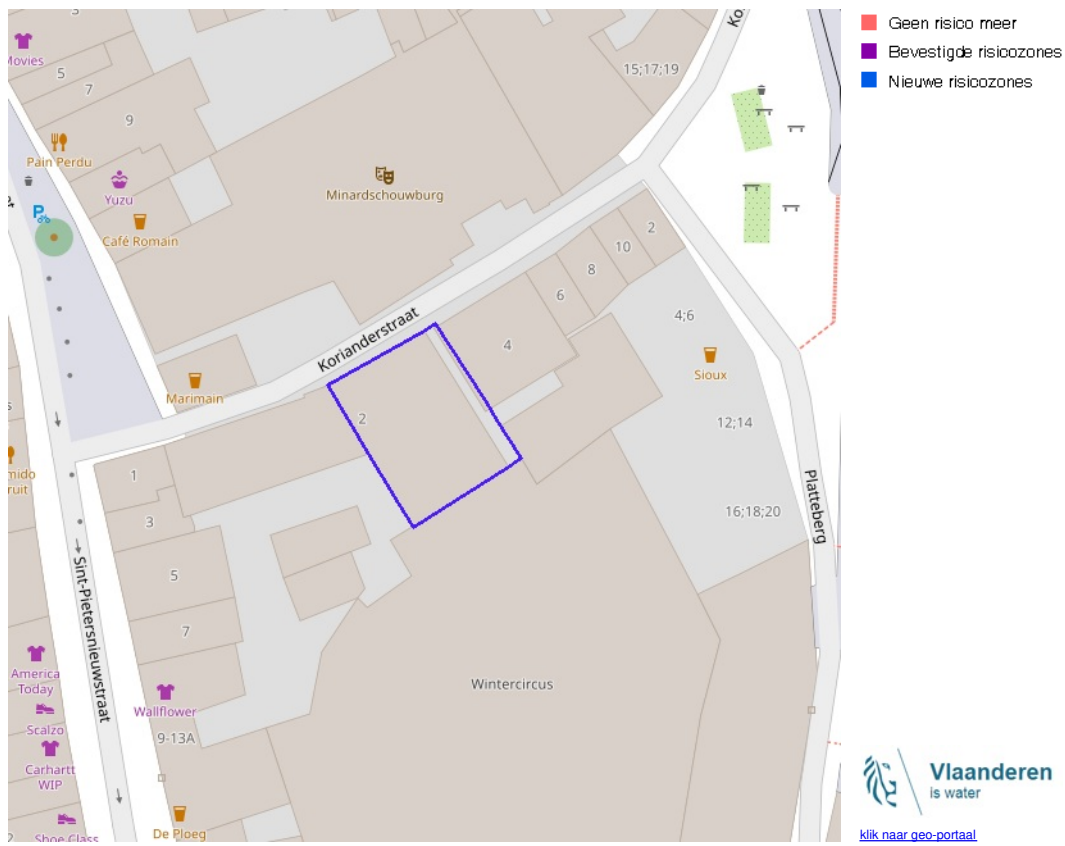 3
Movies
5
7
9
Pain Perdu
Yuzu
P
Café Romain
Minardschouwburg
15;17;19
2
10
8
6
4
4;6
Sioux
12;14
16;18;20
Platteberg
Korianderstraat
Marimain
2
1
3
5
7
Sint-Pietersnieuwstraat
America
Today
Scalzo
Carhartt
WIP
Shoe Class
Wallflower
9-13A
De Ploeg
Wintercircus
Geen risico meer
Bevestigde risicozones
Nieuwe risicozones
Vlaanderen
is water
klik naar geo-portaal